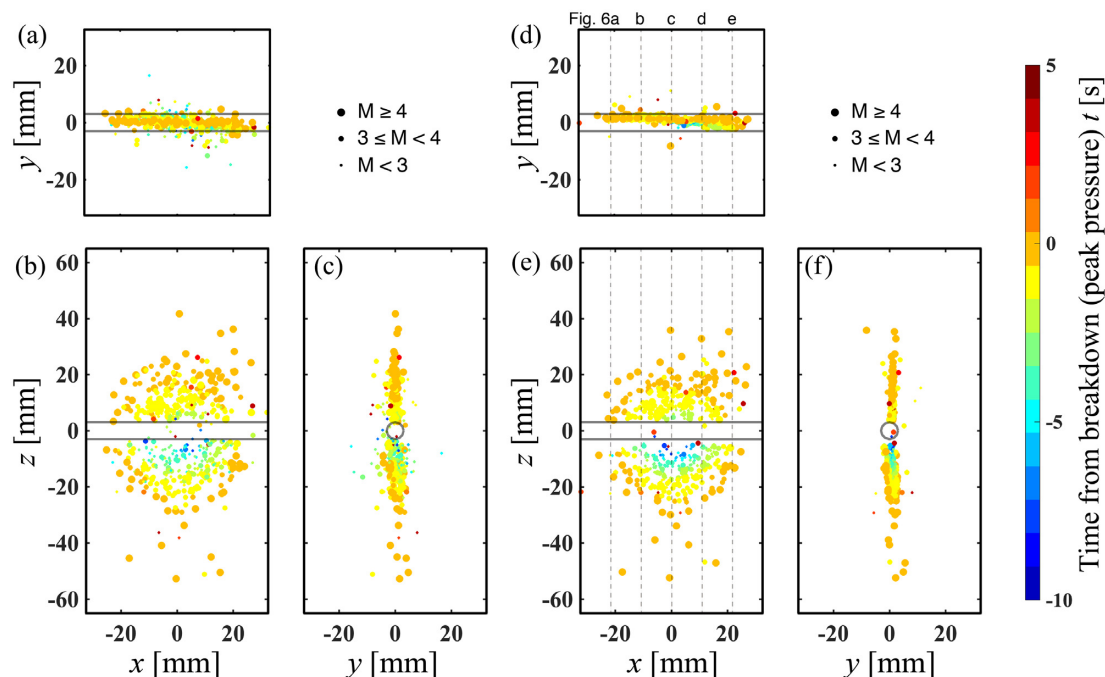 (a)
20
0
-20
y [mm]
M ≥ 4
3 ≤ M < 4
M < 3
(d)
Fig. 6a b c d e
20
0
-20
y [mm]
-20 0 20
M ≥ 4
3 ≤ M < 4
M < 3
(b)
60
40
20
0
-20
-40
-60
z [mm]
-20 0 20
x [mm]
(c)
-20 0 20
y [mm]
(e)
60
40
20
0
-20
-40
-60
z [mm]
-20 0 20
x [mm]
(f)
-20 0 20
y [mm]
5
0
-5
-10
Time from breakdown (peak pressure) t [s]